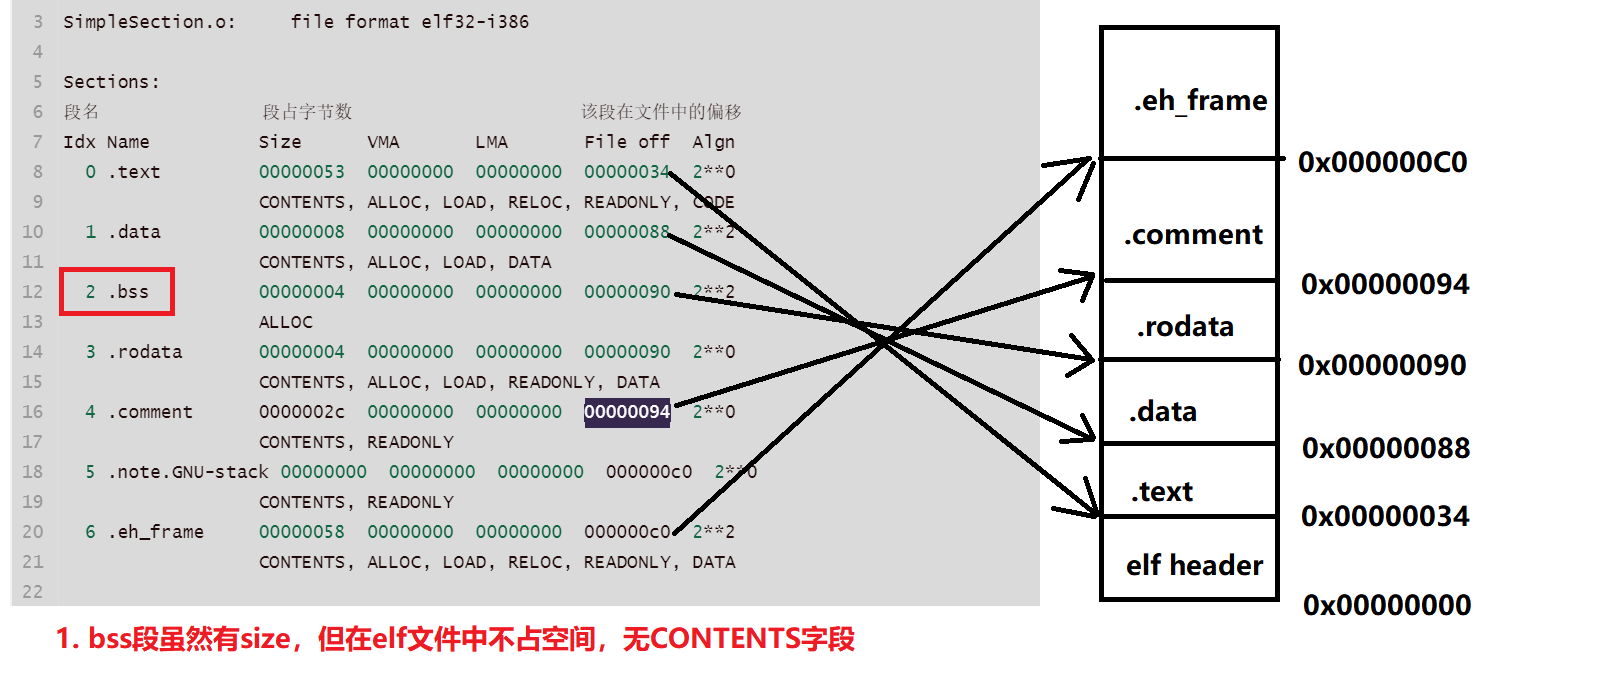 3 SimpleSection.o: file format elf32-i386
4
5 Sections:
6 段名 段占字节数 该段在文件中的偏移
7 Idx Name Size VMA LMA File off Algn
8 0 .text 00000053 00000000 00000000 00000034 2**0
9 CONTENTS, ALLOC, LOAD, RELOC, READONLY, CODE
10 1 .data 00000008 00000000 00000000 00000088 2**2
11 CONTENTS, ALLOC, LOAD, DATA
12 2 .bss 00000004 00000000 00000000 00000090 2**2
13 ALLOC
14 3 .rodata 00000004 00000000 00000000 00000090 2**0
15 CONTENTS, ALLOC, LOAD, READONLY, DATA
16 4 .comment 0000002c 00000000 00000000 00000094 2**0
17 CONTENTS, READONLY
18 5 .note.GNU-stack 00000000 00000000 00000000 000000c0 2**0
19 CONTENTS, READONLY
20 6 .eh_frame 00000058 00000000 00000000 000000c0 2**2
21 CONTENTS, ALLOC, LOAD, RELOC, READONLY, DATA
22
.eh_frame
0x000000C0
.comment
0x00000094
.rodata
0x00000090
.data
0x00000088
.text
0x00000034
elf header
0x00000000
1. bss段虽然有size，但在elf文件中不占空间，无CONTENTS字段